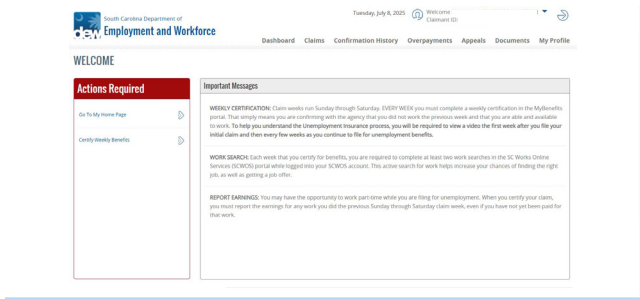 South Carolina Department of
dew Employment and Workforce
Tuesday, July 8, 2025
Welcome
Claimant ID:
Dashboard Claims Confirmation History Overpayments Appeals Documents My Profile
WELCOME
Actions Required
Go To My Home Page
Certify Weekly Benefits
Important Messages
WEEKLY CERTIFICATION: Claim weeks run Sunday through Saturday. EVERY WEEK you must complete a weekly certification in the MyBenefits
portal. That simply means you are confirming with the agency that you did not work the previous week and that you are able and available
to work. To help you understand the Unemployment Insurance process, you will be required to view a video the first week after you file your
initial claim and then every few weeks as you continue to file for unemployment benefits.
WORK SEARCH: Each week that you certify for benefits, you are required to complete at least two work searches in the SC Works Online
Services (SCWOS) portal while logged into your SCWOS account. This active search for work helps increase your chances of finding the right
job, as well as getting a job offer.
REPORT EARNINGS: You may have the opportunity to work part-time while you are filing for unemployment. When you certify your claim,
you must report the earnings for any work you did the previous Sunday through Saturday claim week, even if you have not yet been paid for
that work.